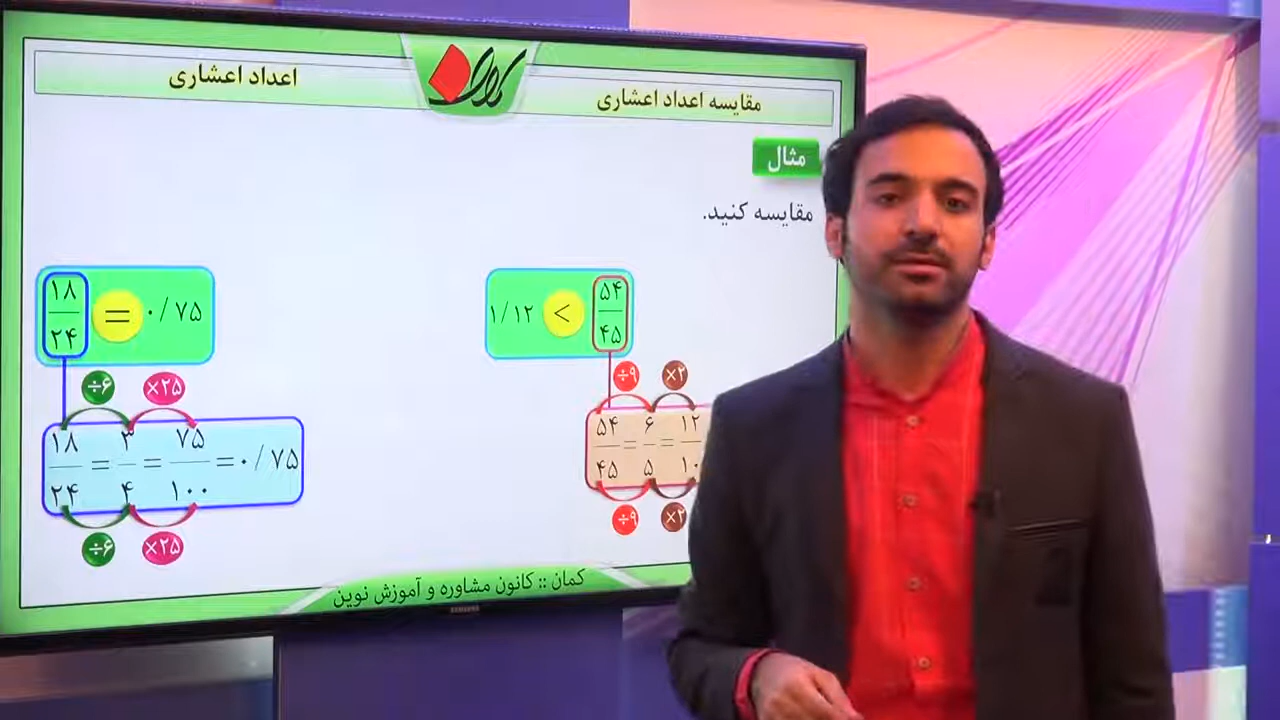 مقایسه اعداد اعشاری
اعداد اعشاری
مثال
مقایسه کنید.
۱/۱۲ < ۵۴/۴۵
÷۹ ×۲
۵۴/۴۵ = ۶/۵ = ۱۲
÷۹ ×۲
۱۸/۲۴ = ۰/۷۵
÷۶ ×۲۵
۱۸/۲۴ = ۳/۴ = ۷۵/۱۰۰ = ۰/۷۵
÷۶ ×۲۵
کمان :: کانون مشاوره و آموزش نوین
SAMSUNG